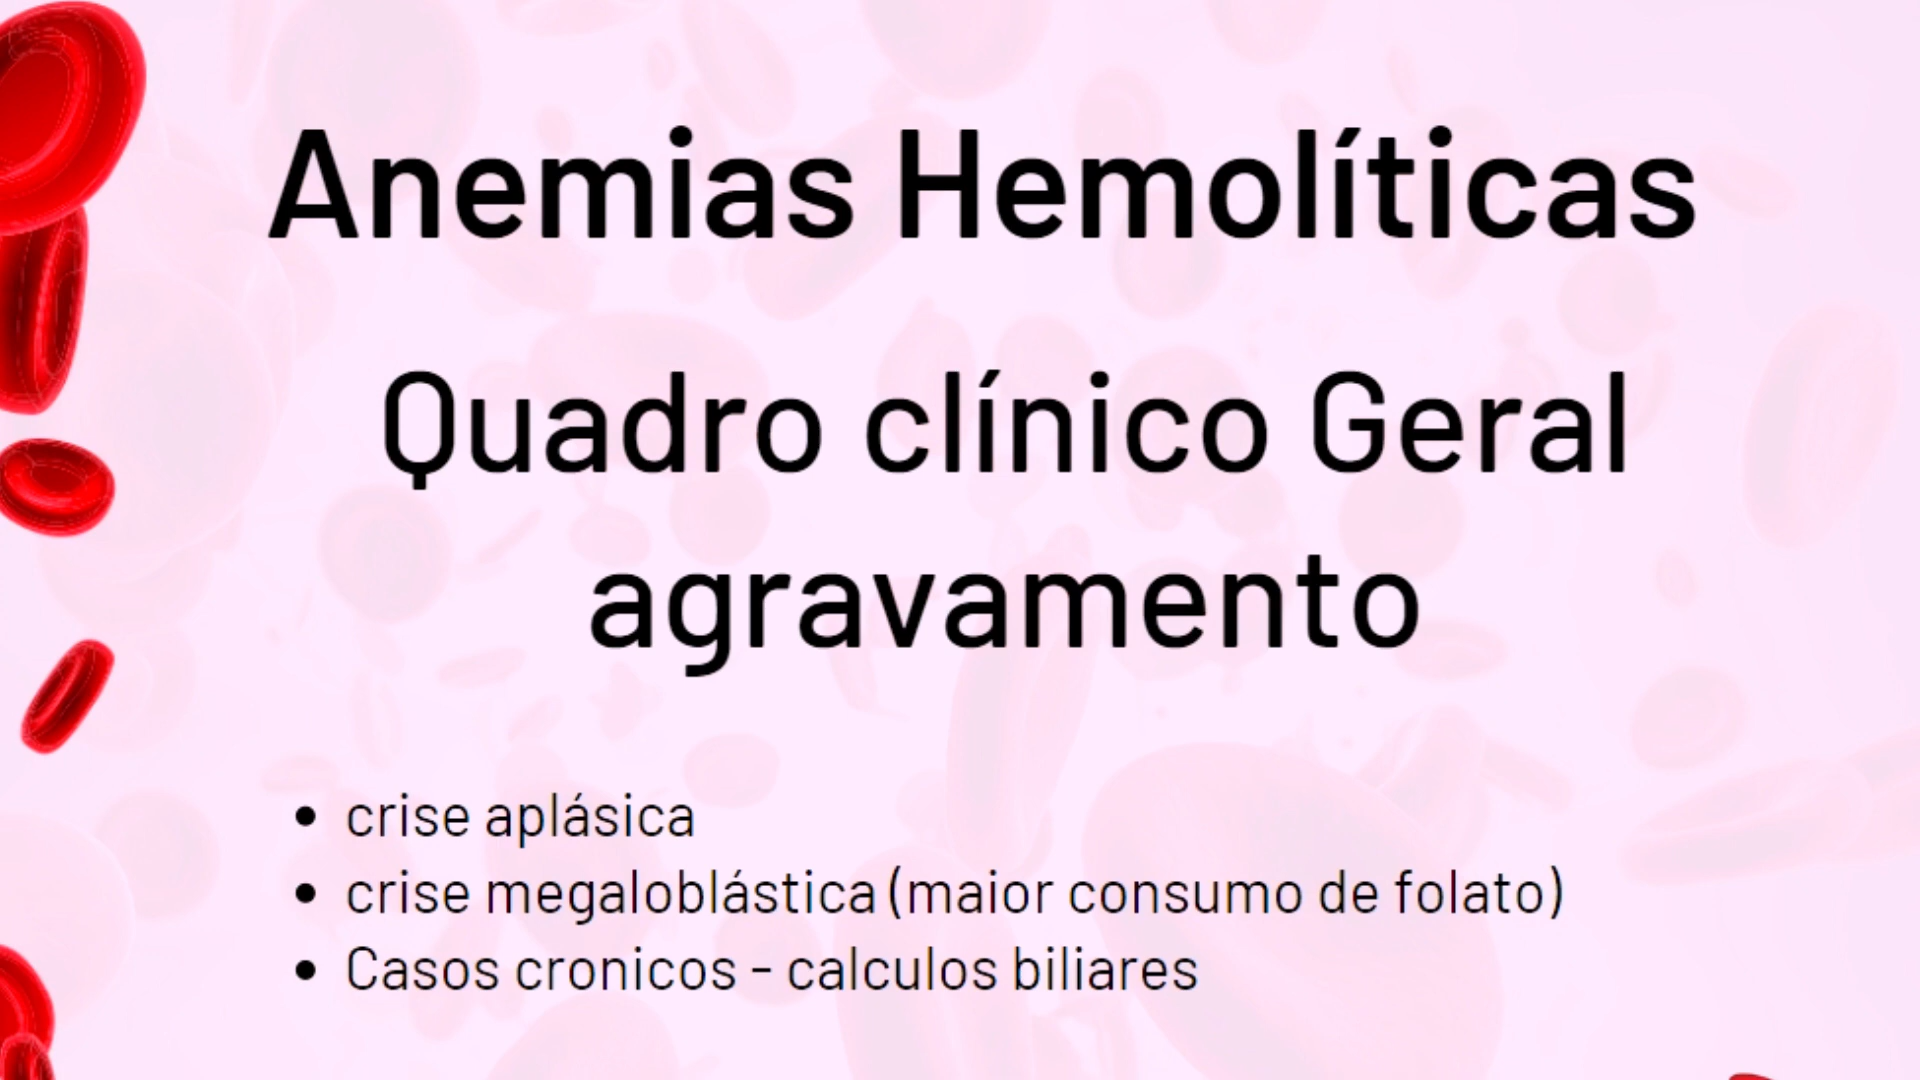 Anemias Hemolíticas
Quadro clínico Geral
agravamento
• crise aplásica
• crise megaloblástica (maior consumo de folato)
• Casos cronicos - calculos biliares